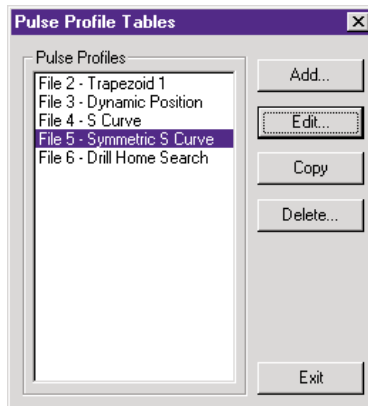 Pulse Profile Tables
Pulse Profiles
File 2 - Trapezoid 1
File 3 - Dynamic Position
File 4 - S Curve
File 5 - Symmetric S Curve
File 6 - Drill Home Search
Add...
Edit...
Copy
Delete...
Exit